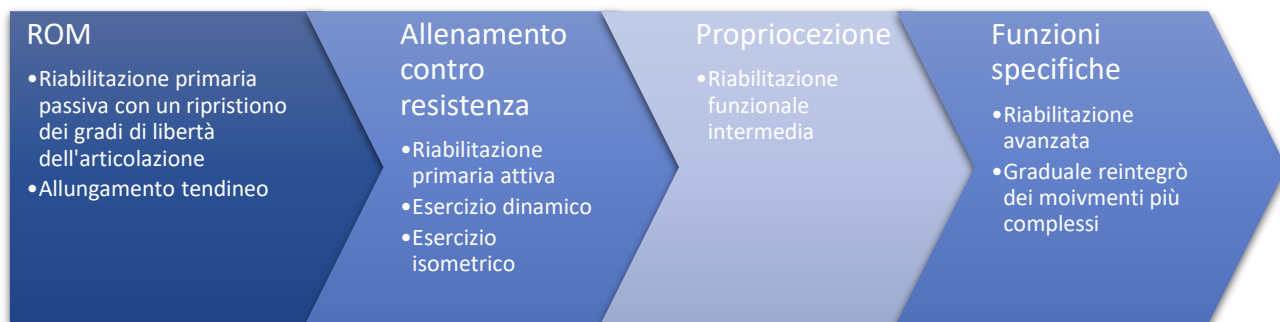 ROM
•Riabilitazione primaria
passiva con un ripristiono
dei gradi di libertà
dell'articolazione
•Allungamento tendineo
Allenamento
contro
resistenza
•Riabilitazione
primaria attiva
•Esercizio dinamico
•Esercizio
isometrico
Propriocezione
•Riabilitazione
funzionale
intermedia
Funzioni
specifiche
•Riabilitazione
avanzata
•Graduale reintegrò
dei moivmenti più
complessi